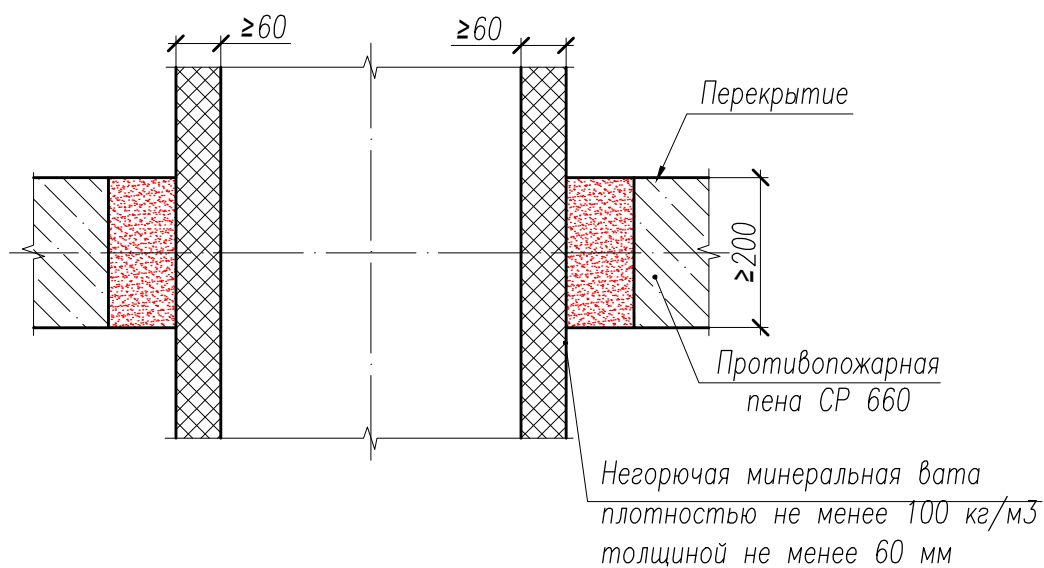 ≥60
≥60
Перекрытие
≥200
Противопожарная
пена СР 660
Негорючая минеральная вата
плотностью не менее 100 кг/м3
толщиной не менее 60 мм